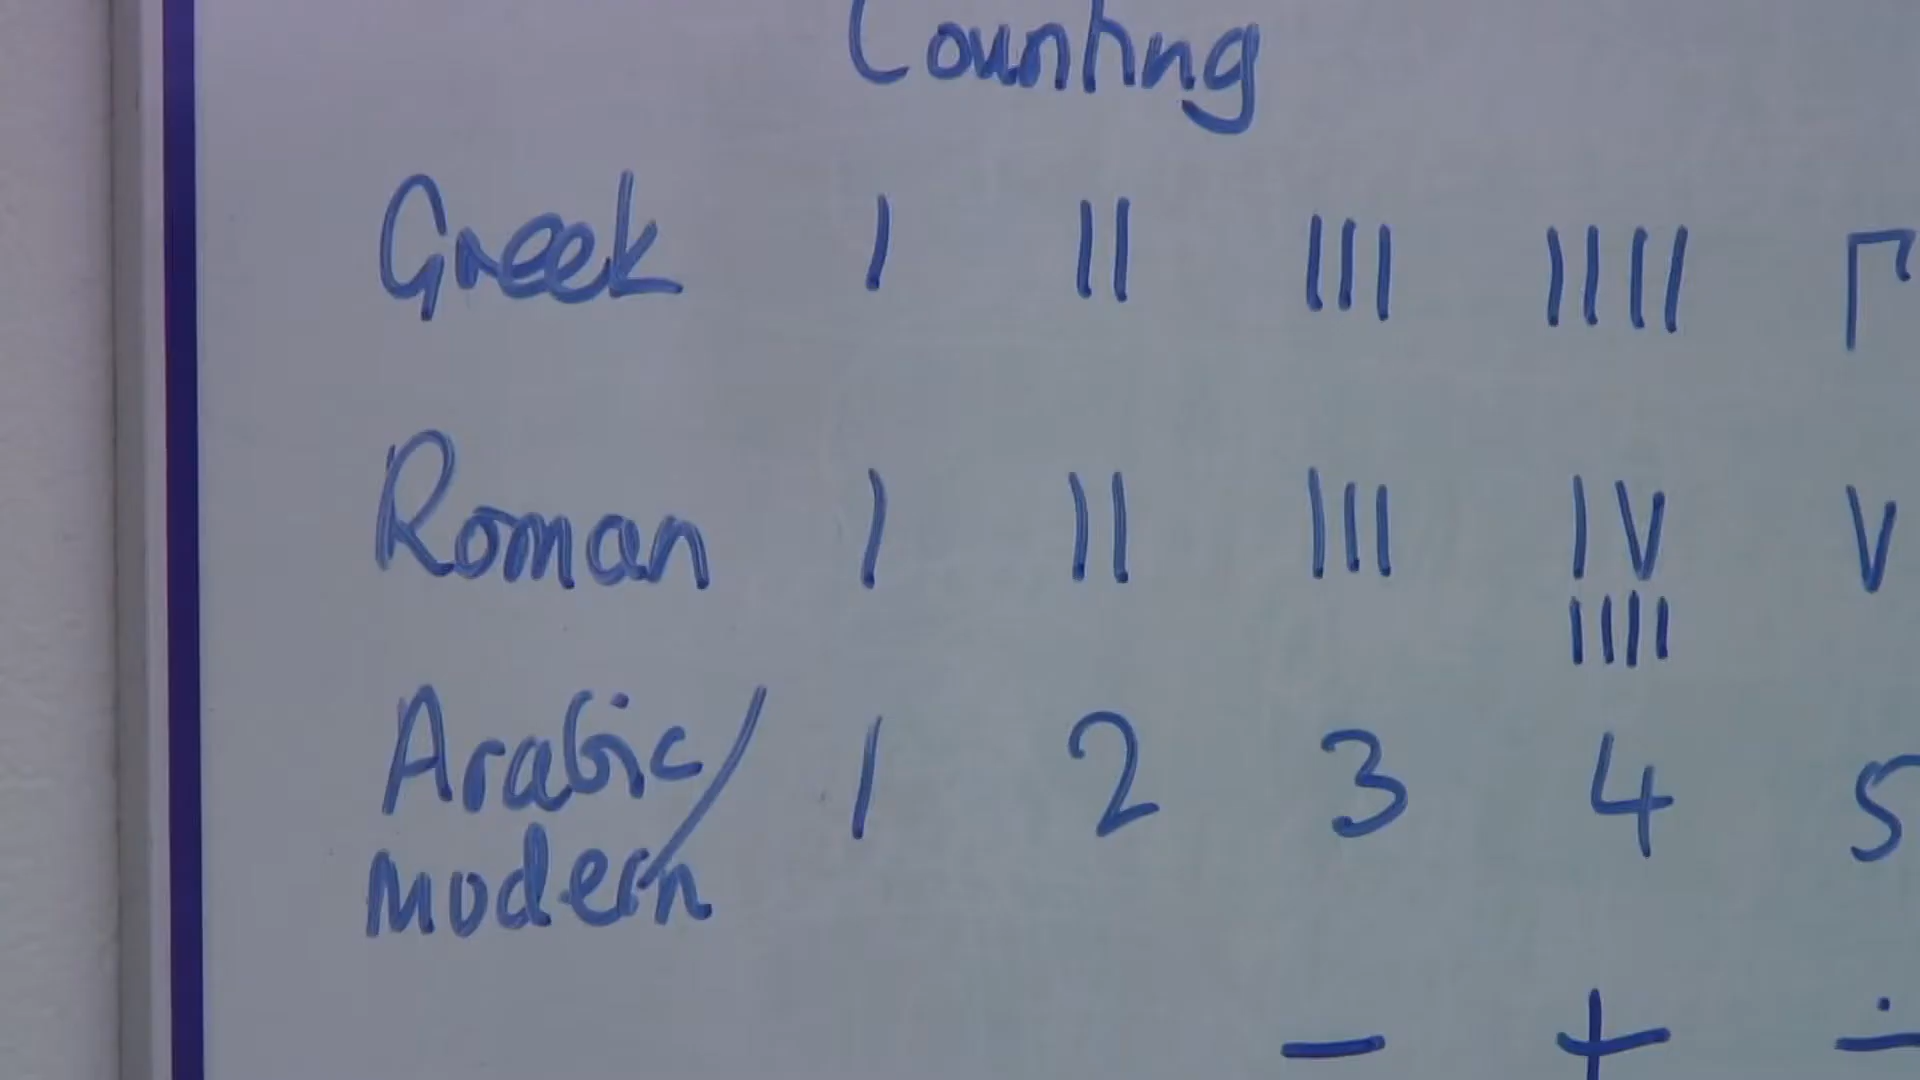 Counting
Greek I II III IIII Γ
Roman I II III IV V
IIII
Arabic/ 1 2 3 4 5
modern
− + ÷